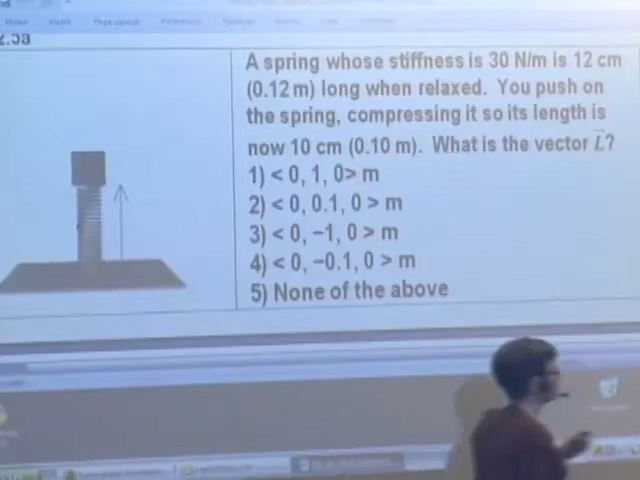 A spring whose stiffness is 30 N/m is 12 cm
(0.12 m) long when relaxed. You push on
the spring, compressing it so its length is
now 10 cm (0.10 m). What is the vector L⃗?
1) < 0, 1, 0> m
2) < 0, 0.1, 0 > m
3) < 0, −1, 0 > m
4) < 0, −0.1, 0 > m
5) None of the above